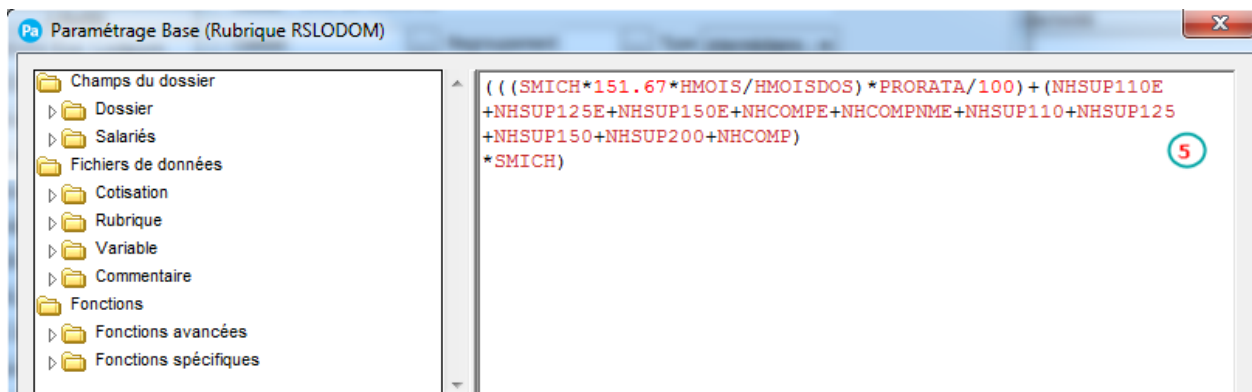 Pa Paramétrage Base (Rubrique RSLODOM)
X
Champs du dossier
Dossier
Salariés
Fichiers de données
Cotisation
Rubrique
Variable
Commentaire
Fonctions
Fonctions avancées
Fonctions spécifiques
(((SMICH*151.67*HMOIS/HMOISDOS)*PRORATA/100)+(NHSUP110E
+NHSUP125E+NHSUP150E+NHCOMPE+NHCOMPNME+NHSUP110+NHSUP125
+NHSUP150+NHSUP200+NHCOMP)
*SMICH)
5